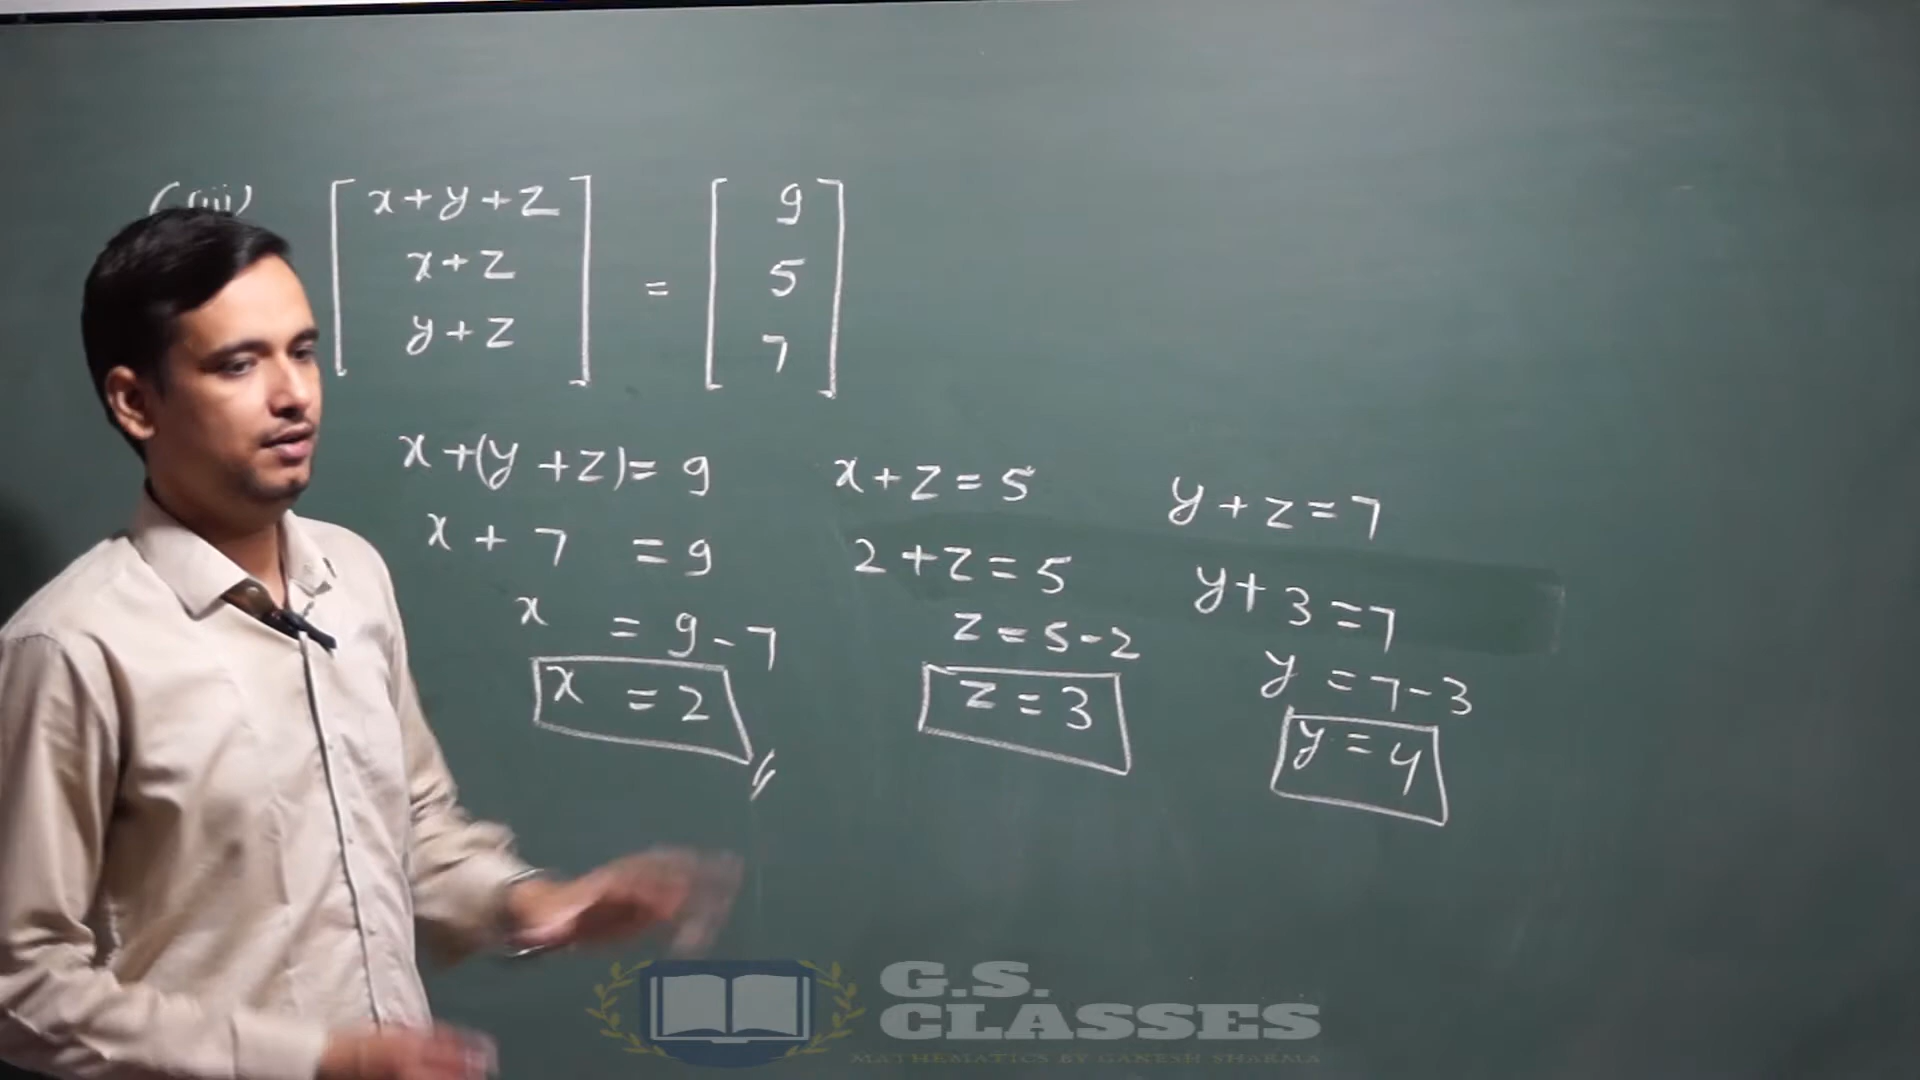 (iii)
[ x+y+z ] = [ 9 ]
[ x+z ] [ 5 ]
[ y+z ] [ 7 ]
x+(y+z)=9
x+7=9
x=9-7
x=2
x+z=5
2+z=5
z=5-2
z=3
y+z=7
y+3=7
y=7-3
y=4
G.S.
CLASSES
MATHEMATICS BY GANESH SHARMA